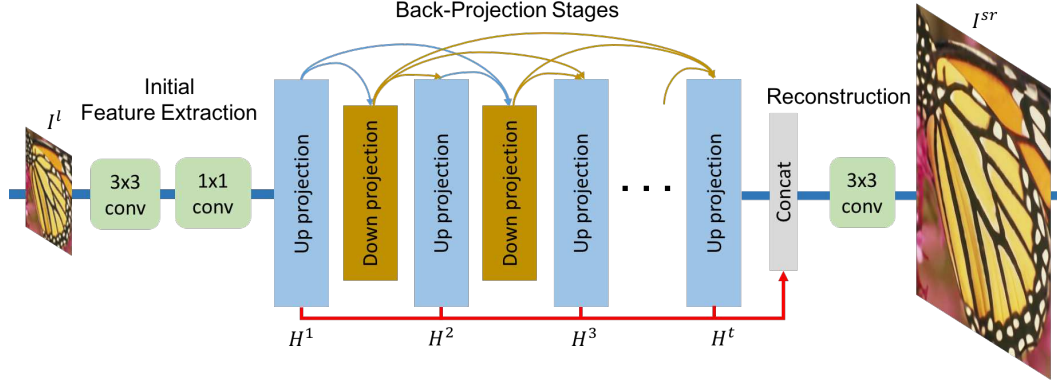 Back-Projection Stages
I^{sr}
Initial
Feature Extraction
I^{l}
Reconstruction
3x3
conv
1x1
conv
Up projection
Down projection
Up projection
Down projection
Up projection
. . .
Up projection
Concat
3x3
conv
H^{1}
H^{2}
H^{3}
H^{t}